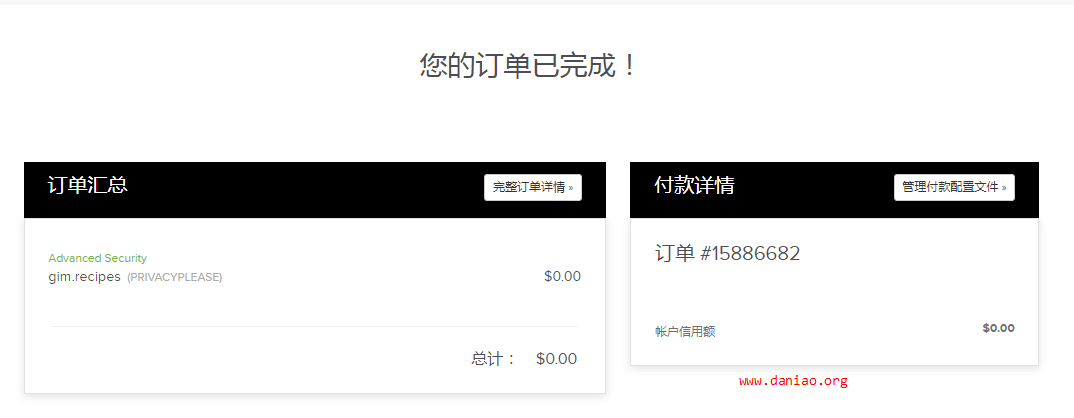 您的订单已完成！
订单汇总
完整订单详情 »
Advanced Security
gim.recipes (PRIVACYPLEASE) $0.00
总计： $0.00
付款详情
管理付款配置文件 »
订单 #15886682
帐户信用额 $0.00
www.daniao.org